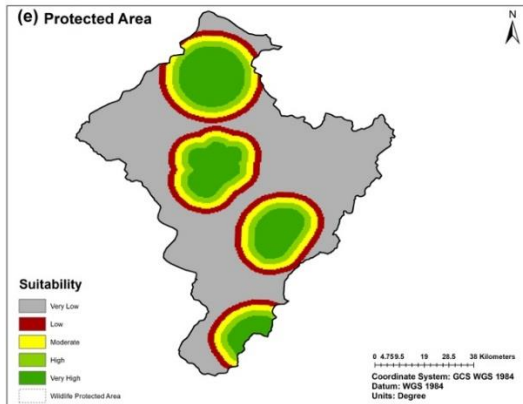 (e) Protected Area
N
Suitability
Very Low
Low
Moderate
High
Very High
Wildlife Protected Area
0 4.759.5 19 28.5 38 Kilometers
Coordinate System: GCS WGS 1984
Datum: WGS 1984
Units: Degree